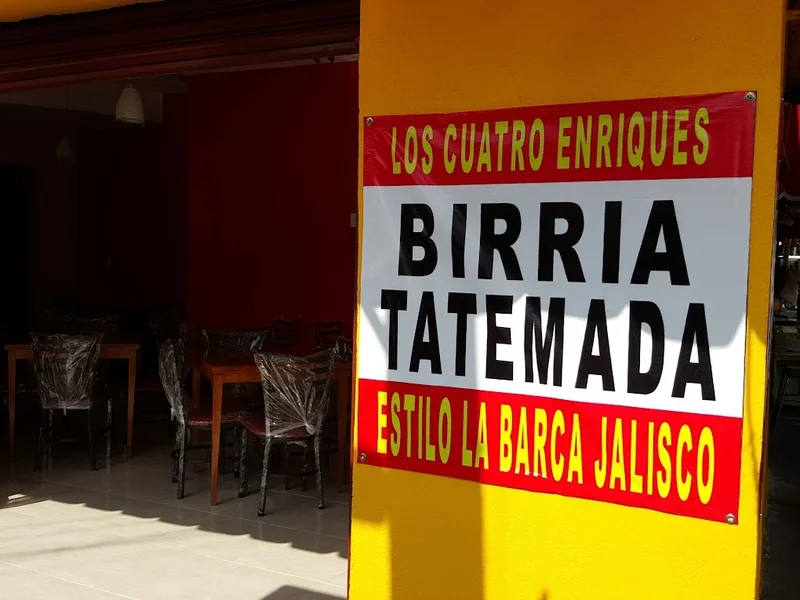 LOS CUATRO ENRIQUES
BIRRIA
TATEMADA
ESTILO LA BARCA JALISCO